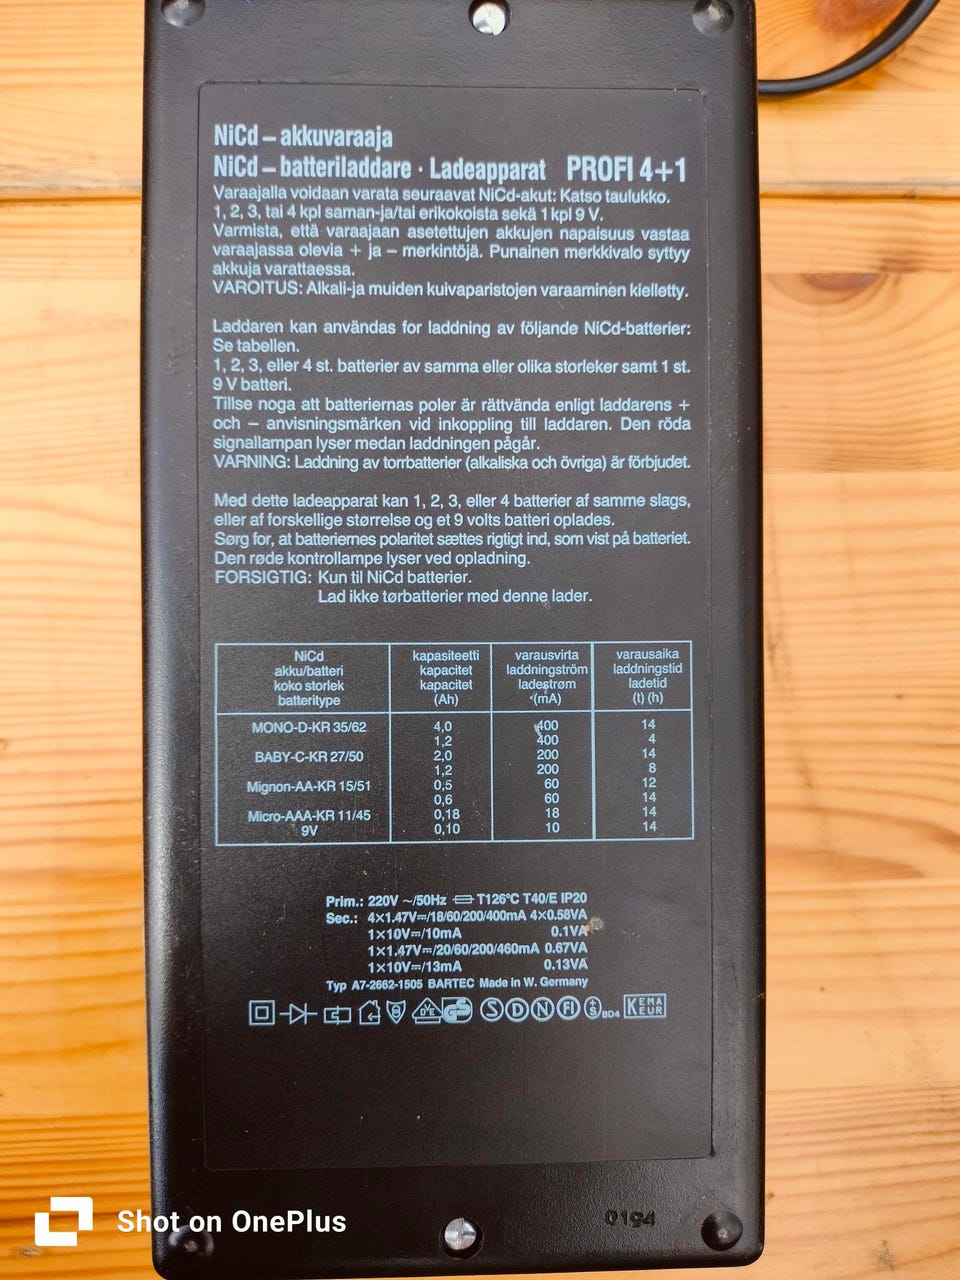 NiCd – akkuvaraaja
NiCd – batteriladdare · Ladeapparat PROFI 4+1
Varaajalla voidaan varata seuraavat NiCd-akut: Katso taulukko.
1, 2, 3, tai 4 kpl saman-ja/tai erikokoista sekä 1 kpl 9 V.
Varmista, että varaajaan asetettujen akkujen napaisuus vastaa
varaajassa olevia + ja – merkintöjä. Punainen merkkivalo syttyy
akkuja varattaessa.
VAROITUS: Alkali-ja muiden kuivaparistojen varaaminen kielletty.
Laddaren kan användas for laddning av följande NiCd-batterier:
Se tabellen.
1, 2, 3, eller 4 st. batterier av samma eller olika storleker samt 1 st.
9 V batteri.
Tillse noga att batteriernas poler är rättvända enligt laddarens +
och – anvisningsmärken vid inkoppling till laddaren. Den röda
signallampan lyser medan laddningen pågår.
VARNING: Laddning av torrbatterier (alkaliska och övriga) är förbjudet.
Med dette ladeapparat kan 1, 2, 3, eller 4 batterier af samme slags,
eller af forskellige størrelse og et 9 volts batteri oplades.
Sørg for, at batteriernes polaritet sættes rigtigt ind, som vist på batteriet.
Den røde kontrollampe lyser ved opladning.
FORSIGTIG: Kun til NiCd batterier.
Lad ikke tørbatterier med denne lader.
NiCd kapasiteetti varausvirta varausaika
akku/batteri kapacitet laddningström laddningstid
koko storlek kapacitet ladestrøm ladetid
batteritype (Ah) (mA) (t) (h)
MONO-D-KR 35/62 4,0 400 14
1,2 400 4
BABY-C-KR 27/50 2,0 200 14
1,2 200 8
Mignon-AA-KR 15/51 0,5 60 12
0,6 60 14
Micro-AAA-KR 11/45 0,18 18 14
9V 0,10 10 14
Prim.: 220V ~/50Hz T126°C T40/E IP20
Sec.: 4×1.47V⎓/18/60/200/400mA 4×0.58VA
1×10V⎓/10mA 0.1VA
1×1.47V⎓/20/60/200/460mA 0.67VA
1×10V⎓/13mA 0.13VA
Typ A7-2662-1505 BARTEC Made in W. Germany
VDE GS S D N FI +S BD4 KEMA KEUR
0194
Shot on OnePlus